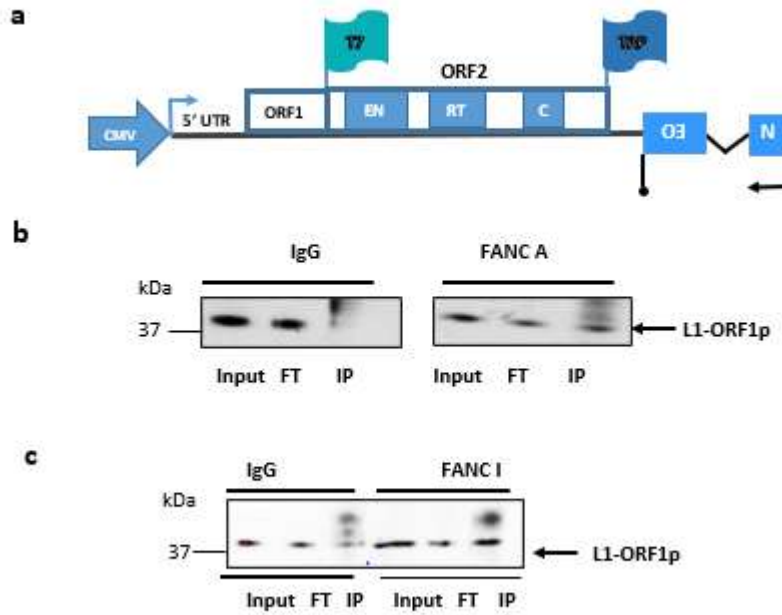 a
T7
TAP
ORF2
CMV
5' UTR
ORF1
EN
RT
C
O3
N
b
IgG
FANC A
kDa
37
L1-ORF1p
Input FT IP
Input FT IP
c
IgG
FANC I
kDa
37
L1-ORF1p
Input FT IP
Input FT IP